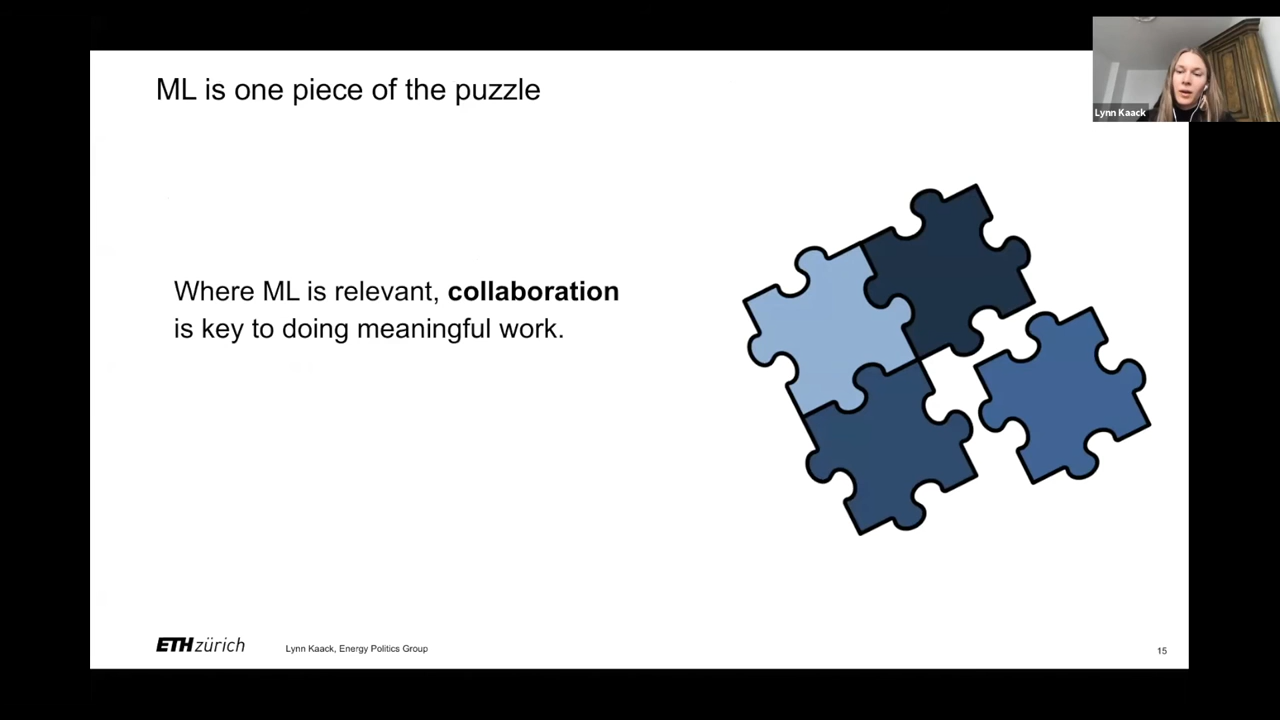 ML is one piece of the puzzle
Lynn Kaack
Where ML is relevant, collaboration
is key to doing meaningful work.
ETH zürich
Lynn Kaack, Energy Politics Group
15